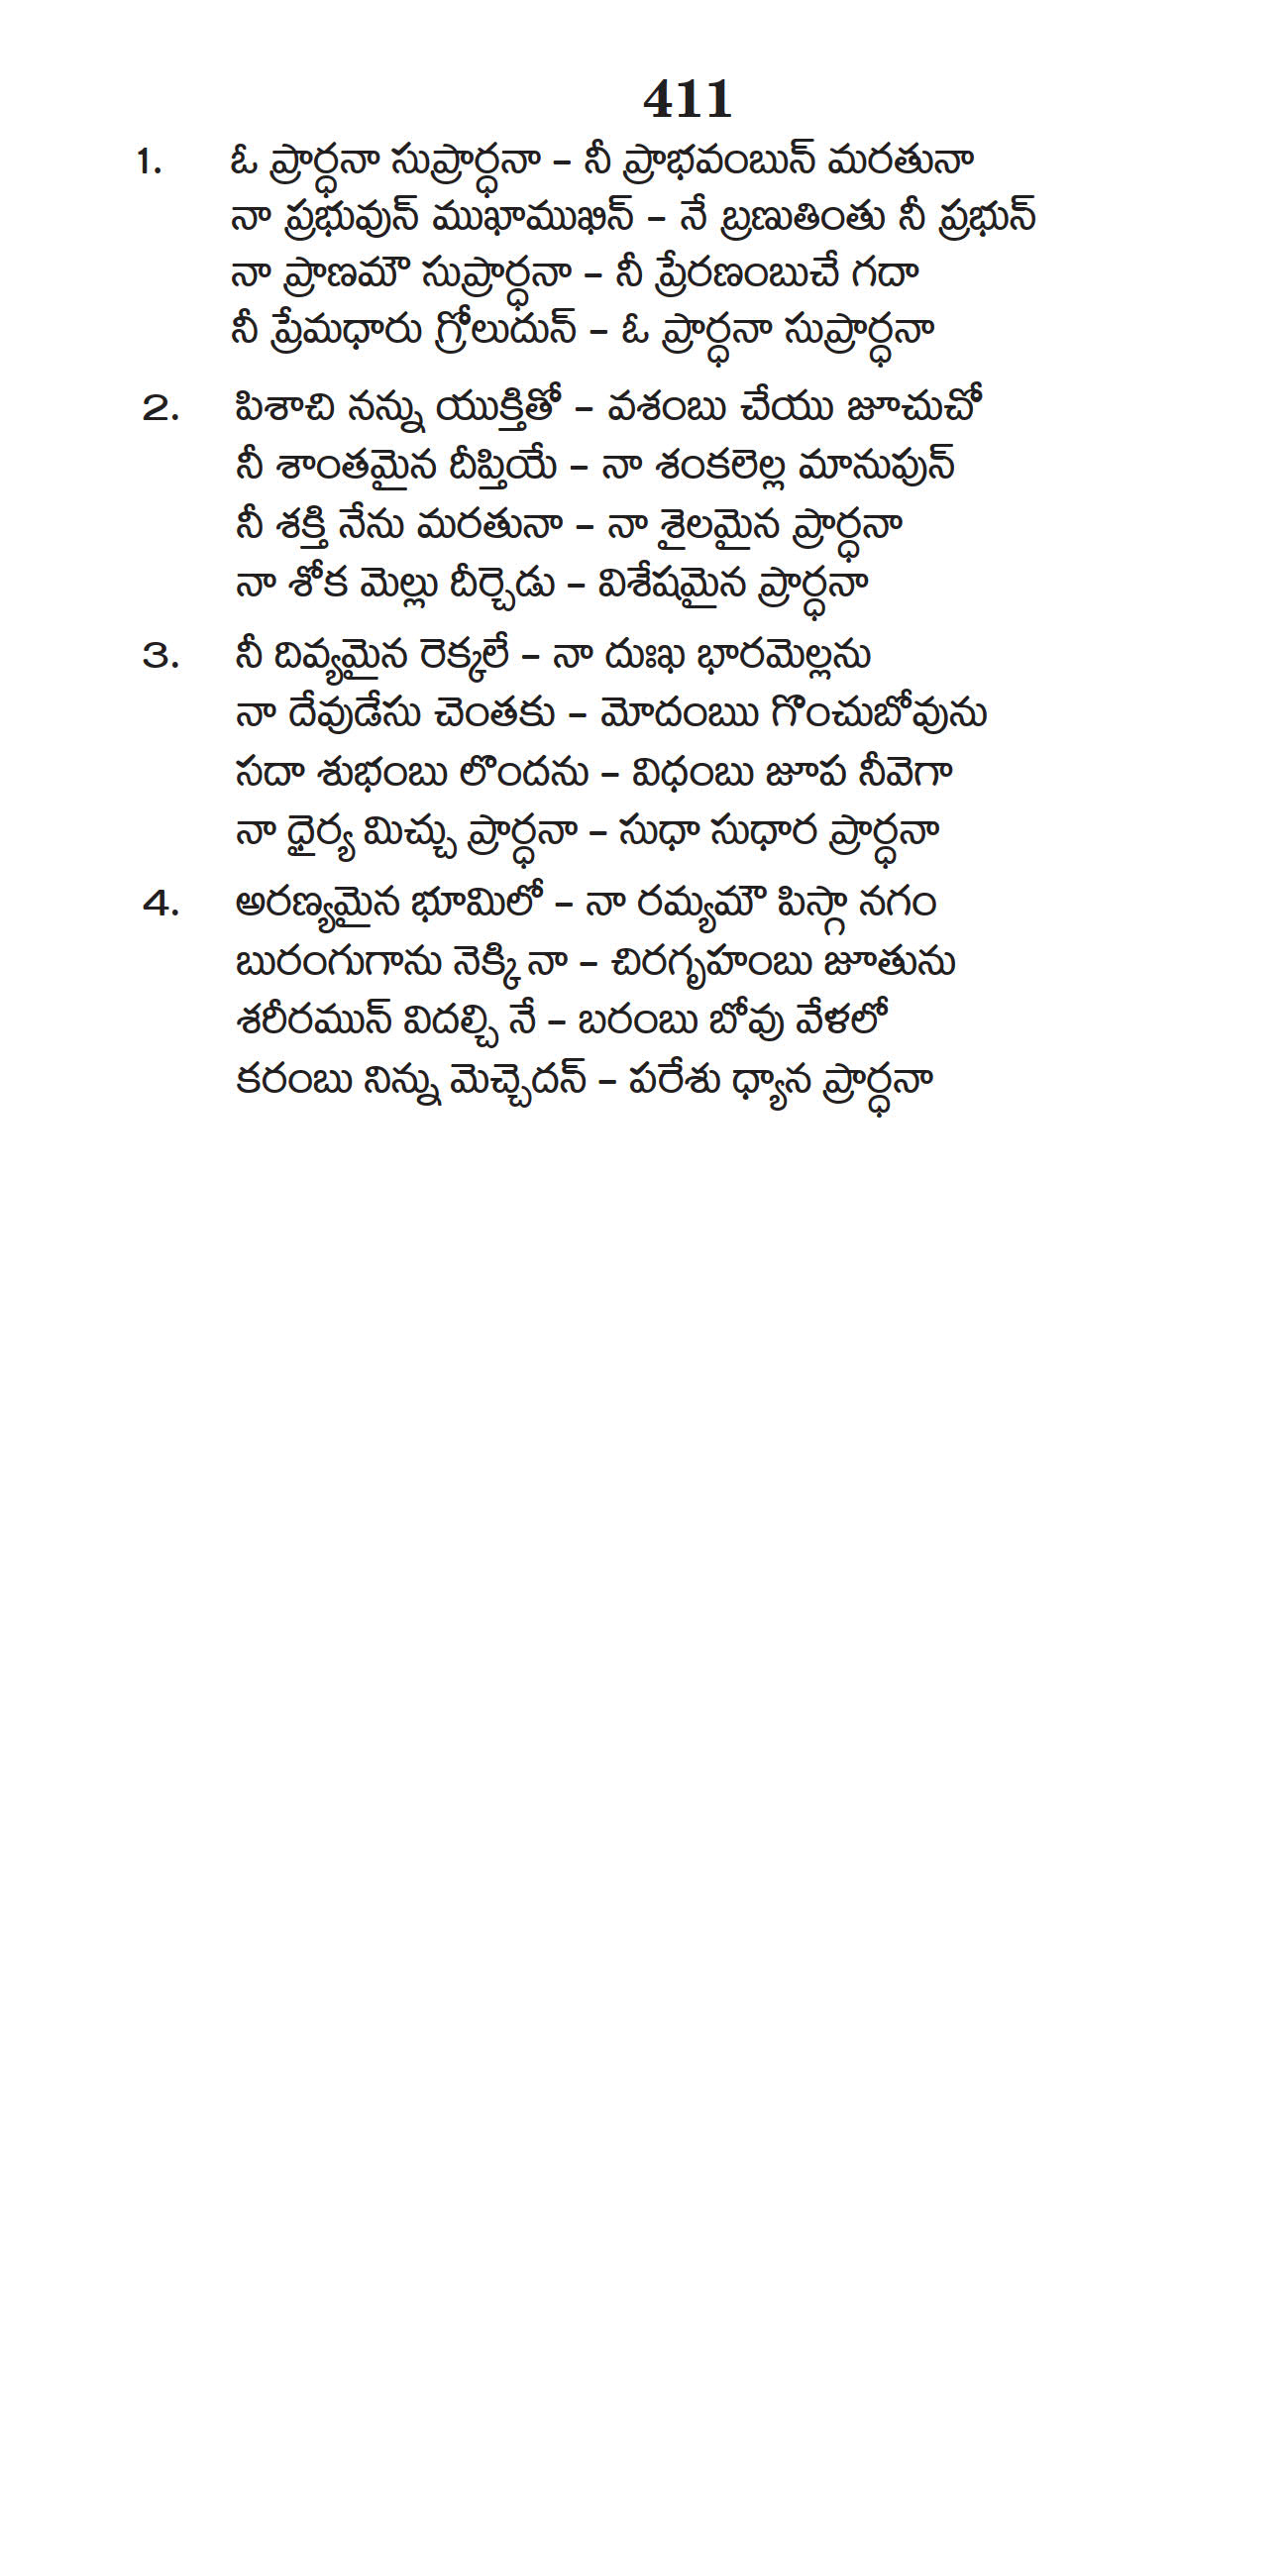 411
1. ఓ ప్రార్ధనా సుప్రార్ధనా – నీ ప్రాభవంబున్ మరతునా
నా ప్రభువున్ ముఖాముఖిన్ – నే బ్రణుతింతు నీ ప్రభున్
నా ప్రాణమౌ సుప్రార్ధనా – నీ ప్రేరణంబుచే గదా
నీ ప్రేమధారు గ్రోలుదున్ – ఓ ప్రార్ధనా సుప్రార్ధనా
2. పిశాచి నన్ను యుక్తితో – వశంబు చేయు జూచుచో
నీ శాంతమైన దీప్తియే – నా శంకలెల్ల మానుపున్
నీ శక్తి నేను మరతునా – నా శైలమైన ప్రార్ధనా
నా శోక మెల్లు దీర్చెడు – విశేషమైన ప్రార్ధనా
3. నీ దివ్యమైన రెక్కలే – నా దుఃఖ భారమెల్లను
నా దేవుడేసు చెంతకు – మోదంబు గొంచుబోవును
సదా శుభంబు లొందను – విధంబు జూప నీవెగా
నా ధైర్య మిచ్చు ప్రార్ధనా – సుధా సుధార ప్రార్ధనా
4. అరణ్యమైన భూమిలో – నా రమ్యమౌ పిస్గా నగం
బురంగుగాను నెక్కి నా – చిరగృహంబు జూతును
శరీరమున్ విదల్చి నే – బరంబు బోవు వేళలో
కరంబు నిన్ను మెచ్చెదన్ – పరేశు ధ్యాన ప్రార్ధనా